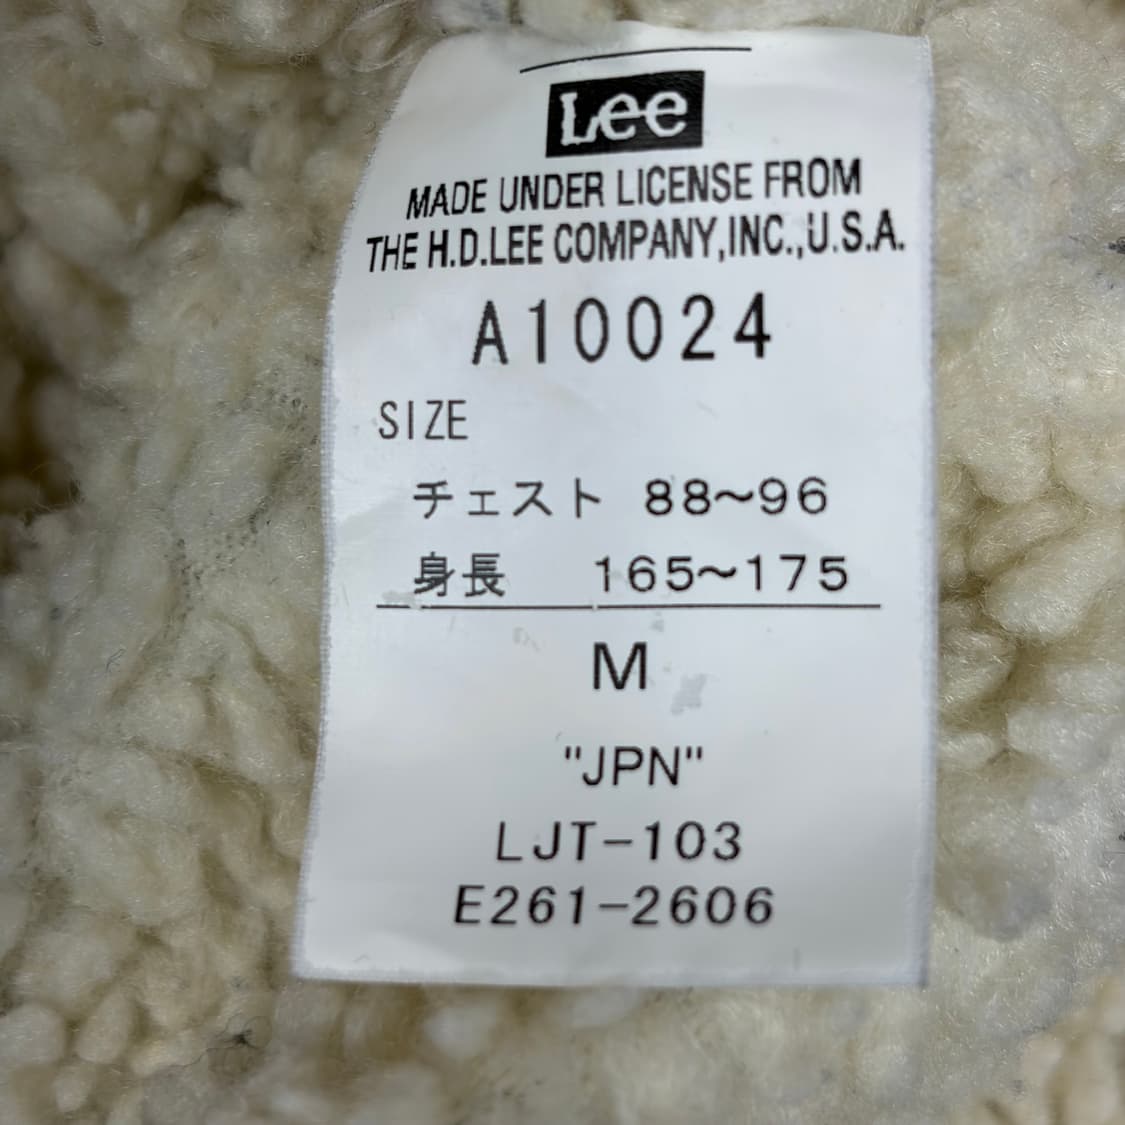 Lee
MADE UNDER LICENSE FROM
THE H.D.LEE COMPANY,INC.,U.S.A.
A10024
SIZE
チェスト 88～96
身長 165～175
M
"JPN"
LJT-103
E261-2606